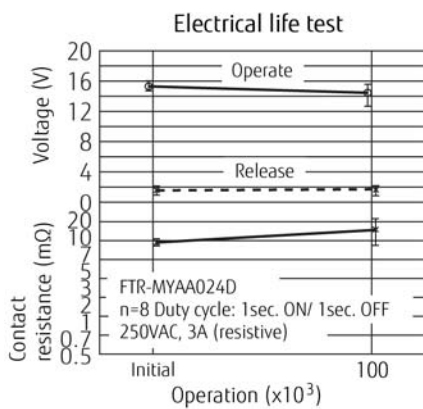 Electrical life test
Voltage (V)
20
16
12
8
4
0
Operate
Release
Contact
resistance (mΩ)
20
10
7
5
3
2
1
0.7
0.5
FTR-MYAA024D
n=8 Duty cycle: 1sec. ON/ 1sec. OFF
250VAC, 3A (resistive)
Initial
100
Operation (x10³)